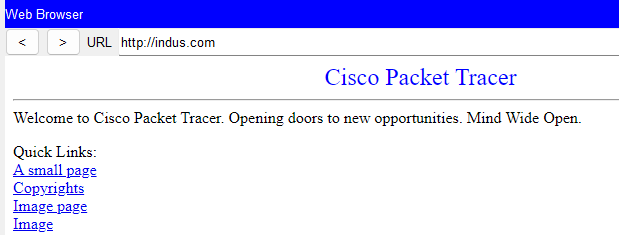 Web Browser
< > URL http://indus.com
Cisco Packet Tracer
Welcome to Cisco Packet Tracer. Opening doors to new opportunities. Mind Wide Open.
Quick Links:
A small page
Copyrights
Image page
Image